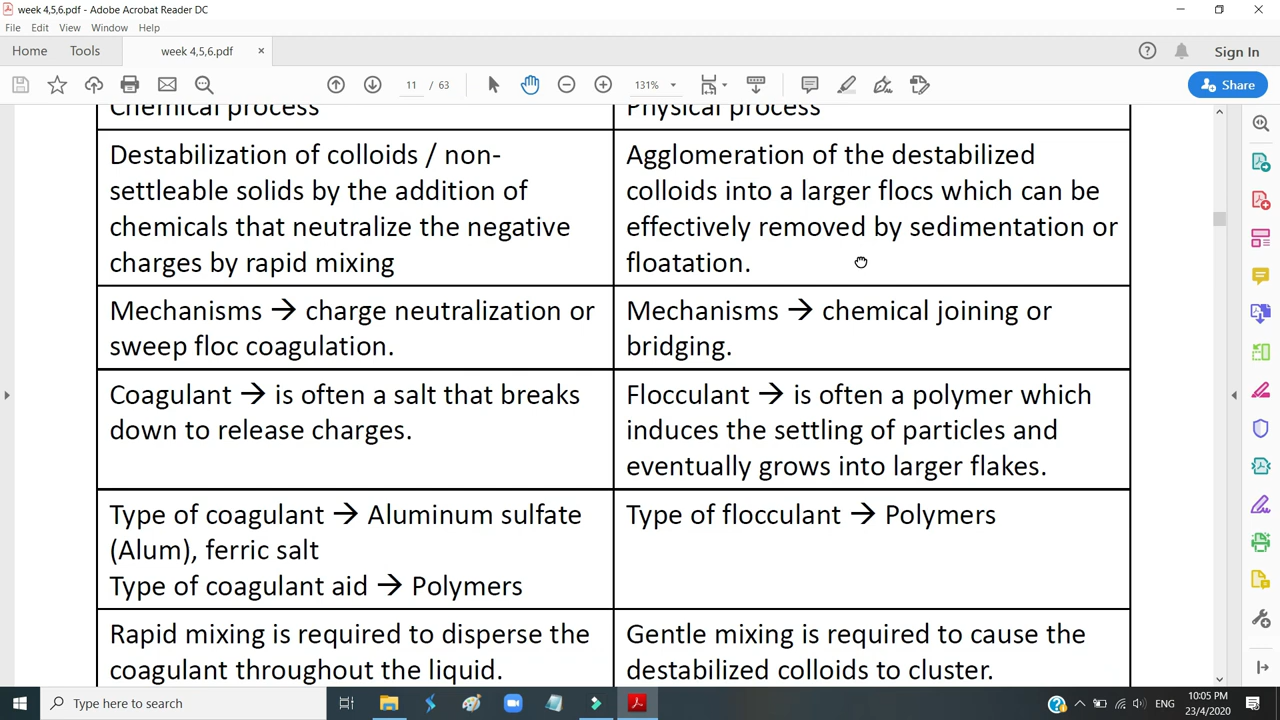 week 4,5,6.pdf - Adobe Acrobat Reader DC
File Edit View Window Help
Home Tools week 4,5,6.pdf × Sign In
11 / 63 131% Share
Chemical process
Physical process
Destabilization of colloids / non-
settleable solids by the addition of
chemicals that neutralize the negative
charges by rapid mixing
Agglomeration of the destabilized
colloids into a larger flocs which can be
effectively removed by sedimentation or
floatation.
Mechanisms → charge neutralization or
sweep floc coagulation.
Mechanisms → chemical joining or
bridging.
Coagulant → is often a salt that breaks
down to release charges.
Flocculant → is often a polymer which
induces the settling of particles and
eventually grows into larger flakes.
Type of coagulant → Aluminum sulfate
(Alum), ferric salt
Type of coagulant aid → Polymers
Type of flocculant → Polymers
Rapid mixing is required to disperse the
coagulant throughout the liquid.
Gentle mixing is required to cause the
destabilized colloids to cluster.
Type here to search
ENG
10:05 PM
23/4/2020